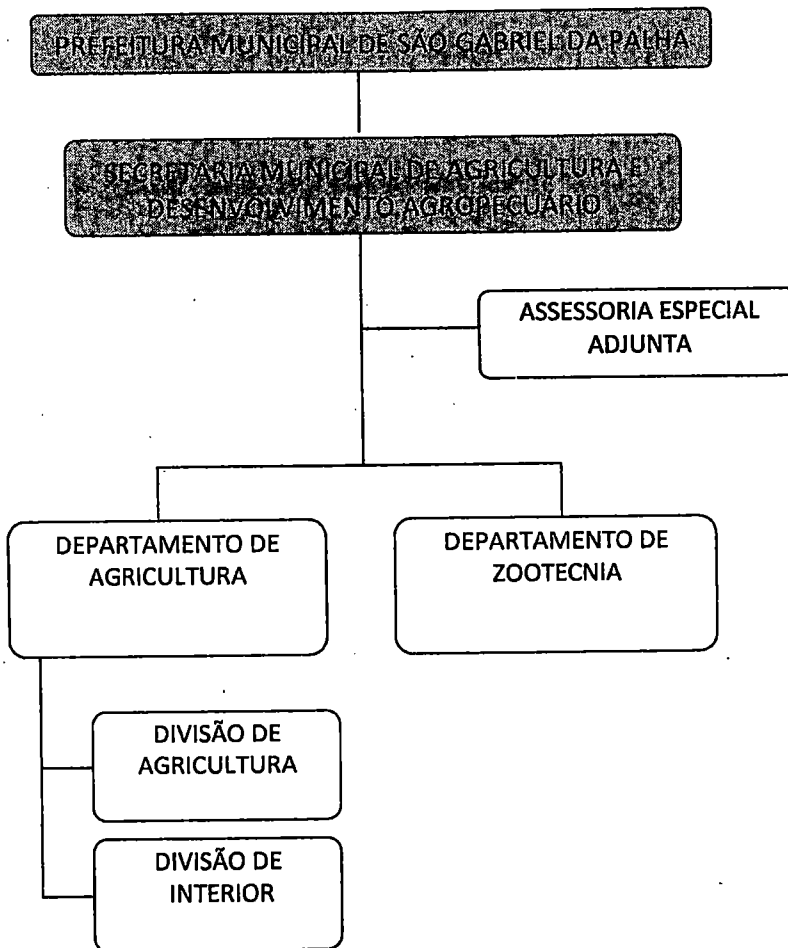 PREFEITURA MUNICIPAL DE SÃO GABRIEL DA PALHA
SECRETARIA MUNICIPAL DE AGRICULTURA E
DESENVOLVIMENTO AGROPECUÁRIO
ASSESSORIA ESPECIAL
ADJUNTA
DEPARTAMENTO DE
AGRICULTURA
DEPARTAMENTO DE
ZOOTECNIA
DIVISÃO DE
AGRICULTURA
DIVISÃO DE
INTERIOR